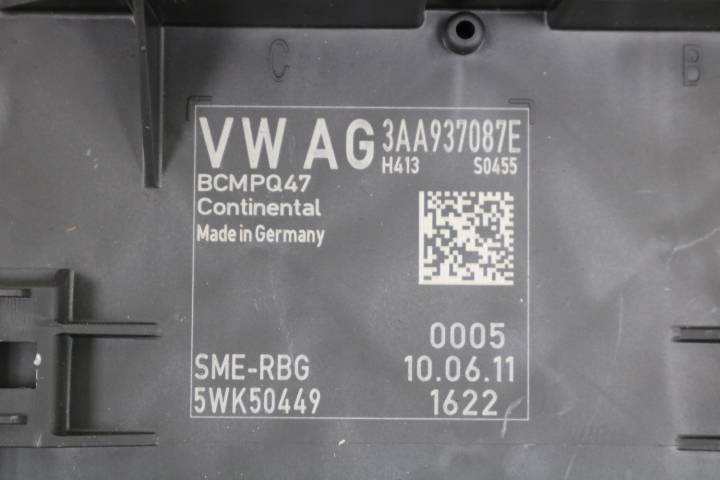 C
B
VW AG 3AA937087E
H413 S0455
BCMPQ47
Continental
Made in Germany
0005
SME-RBG 10.06.11
5WK50449 1622